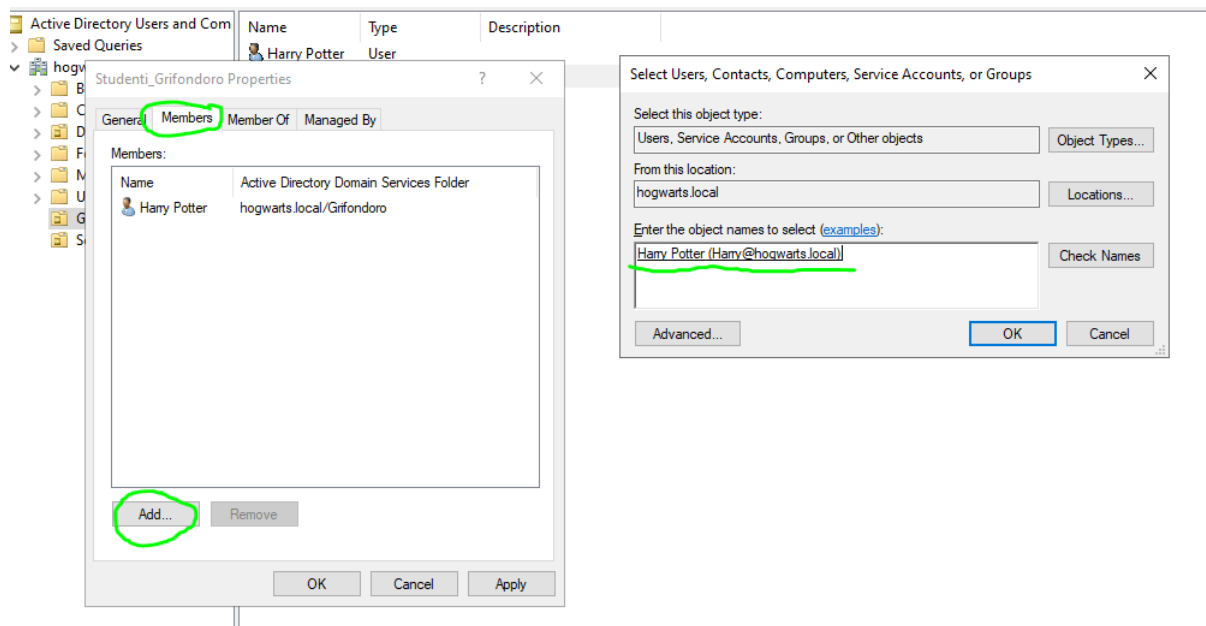 Active Directory Users and Com
Saved Queries
hogw
B
C
D
F
M
U
G
S
Name Type Description
Harry Potter User
Studenti_Grifondoro Properties ?
General Members Member Of Managed By
Members:
Name Active Directory Domain Services Folder
Harry Potter hogwarts.local/Grifondoro
Add... Remove
OK Cancel Apply
Select Users, Contacts, Computers, Service Accounts, or Groups
Select this object type:
Users, Service Accounts, Groups, or Other objects Object Types...
From this location:
hogwarts.local Locations...
Enter the object names to select (examples):
Harry Potter (Harry@hogwarts.local) Check Names
Advanced... OK Cancel